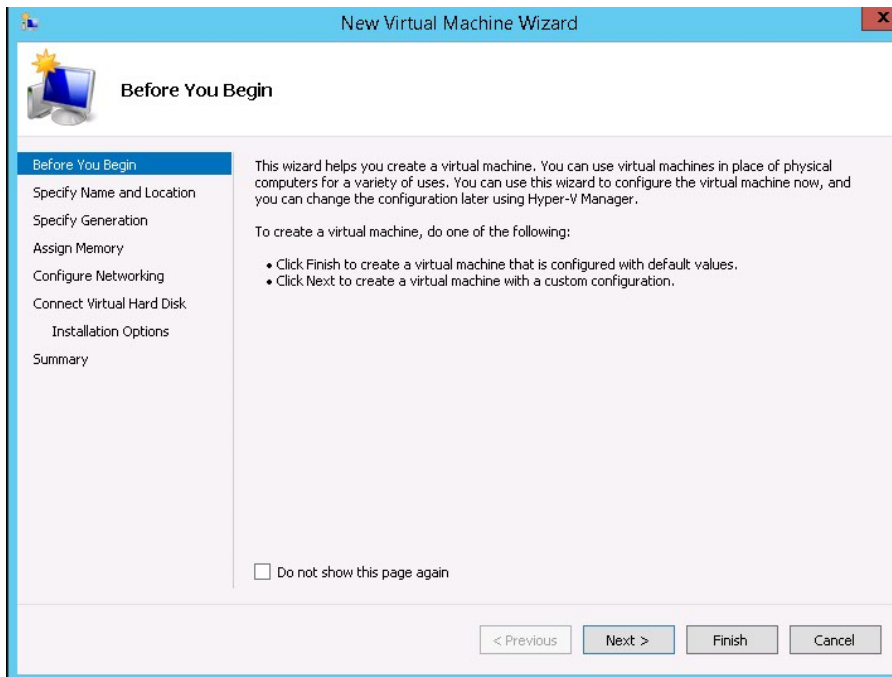 New Virtual Machine Wizard
X
Before You Begin
Before You Begin
Specify Name and Location
Specify Generation
Assign Memory
Configure Networking
Connect Virtual Hard Disk
Installation Options
Summary
This wizard helps you create a virtual machine. You can use virtual machines in place of physical
computers for a variety of uses. You can use this wizard to configure the virtual machine now, and
you can change the configuration later using Hyper-V Manager.
To create a virtual machine, do one of the following:
• Click Finish to create a virtual machine that is configured with default values.
• Click Next to create a virtual machine with a custom configuration.
Do not show this page again
< Previous
Next >
Finish
Cancel